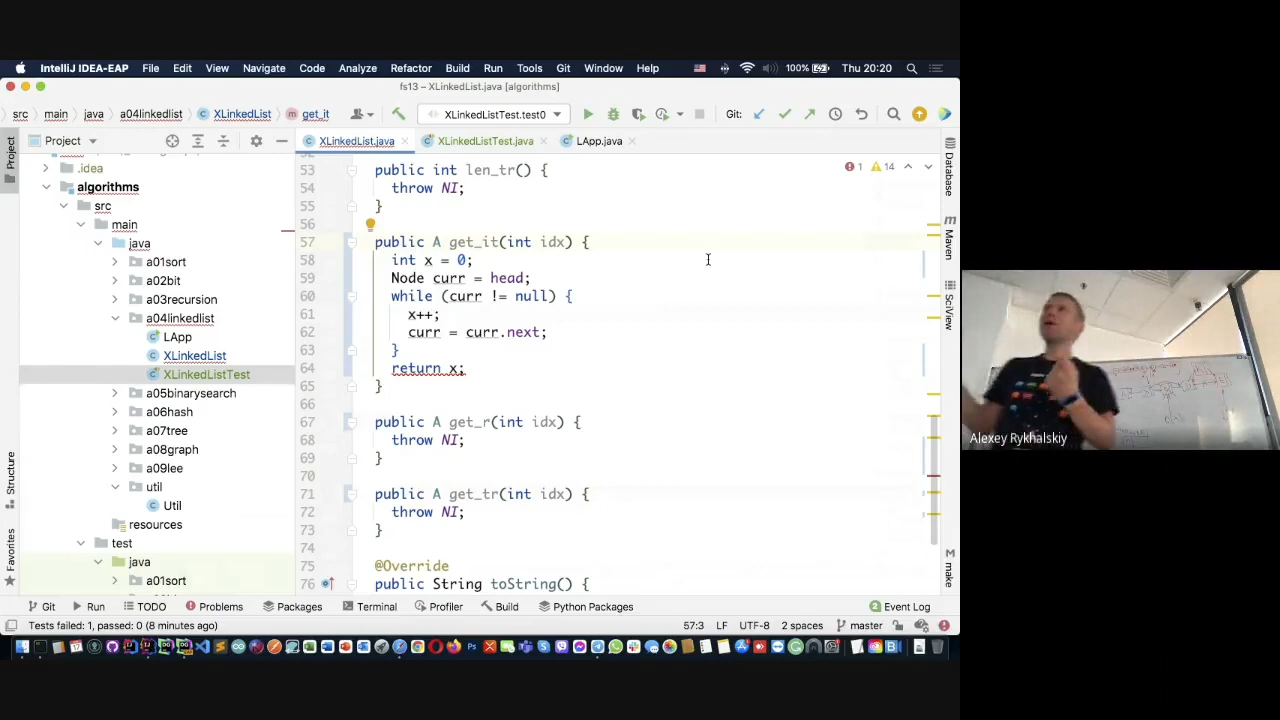 IntelliJ IDEA-EAP File Edit View Navigate Code Analyze Refactor Build Run Tools Git Window Help 100% Thu 20:20
fs13 – XLinkedList.java [algorithms]
src main java a04linkedlist XLinkedList get_it XLinkedListTest.test0 Git:
Project XLinkedList.java XLinkedListTest.java LApp.java
.idea
algorithms
src
main
java
a01sort
a02bit
a03recursion
a04linkedlist
LApp
XLinkedList
XLinkedListTest
a05binarysearch
a06hash
a07tree
a08graph
a09lee
util
Util
resources
test
java
a01sort
1 14
53 public int len_tr() {
54 throw NI;
55 }
56
57 public A get_it(int idx) {
58 int x = 0;
59 Node curr = head;
60 while (curr != null) {
61 x++;
62 curr = curr.next;
63 }
64 return x;
65 }
66
67 public A get_r(int idx) {
68 throw NI;
69 }
70
71 public A get_tr(int idx) {
72 throw NI;
73 }
74
75 @Override
76 public String toString() {
Project
Structure
Favorites
Database
Maven
SciView
make
Git Run TODO Problems Packages Terminal Profiler Build Python Packages 2 Event Log
Tests failed: 1, passed: 0 (8 minutes ago) 57:3 LF UTF-8 2 spaces master
Alexey Rykhalskiy